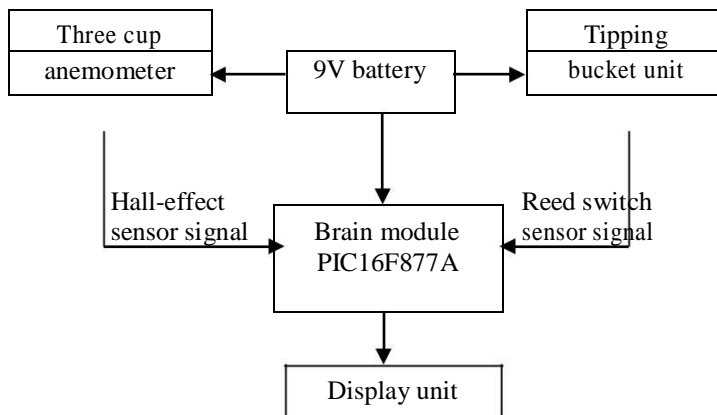 Three cup
anemometer
9V battery
Tipping
bucket unit
Hall-effect
sensor signal
Reed switch
sensor signal
Brain module
PIC16F877A
Display unit